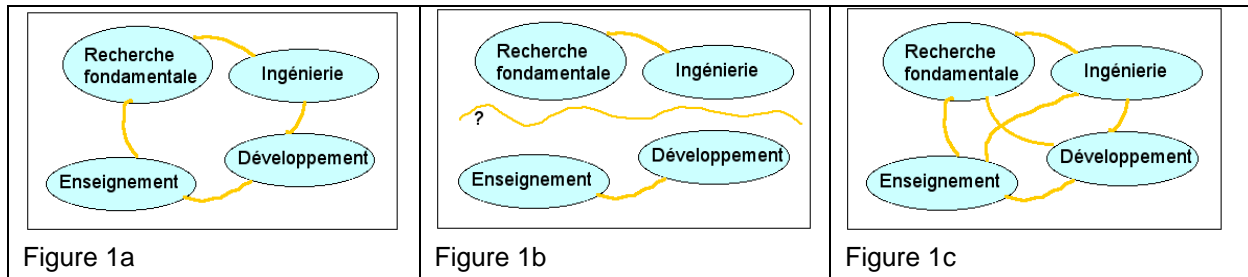 Recherche
fondamentale
Ingénierie
Développement
Enseignement
Figure 1a
Recherche
fondamentale
Ingénierie
?
Développement
Enseignement
Figure 1b
Recherche
fondamentale
Ingénierie
Développement
Enseignement
Figure 1c